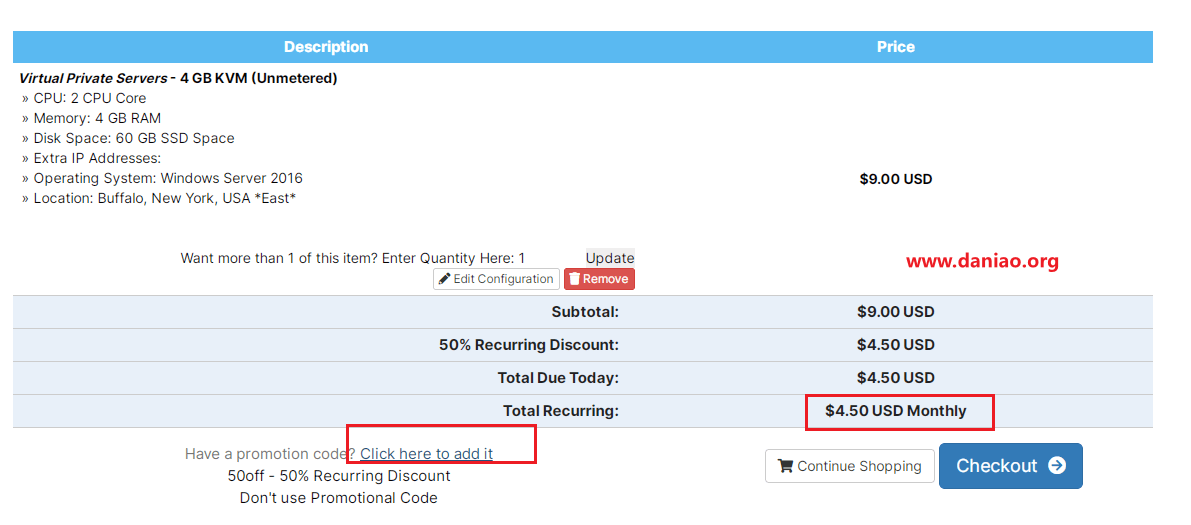 Description Price
Virtual Private Servers - 4 GB KVM (Unmetered)
» CPU: 2 CPU Core
» Memory: 4 GB RAM
» Disk Space: 60 GB SSD Space
» Extra IP Addresses:
» Operating System: Windows Server 2016 $9.00 USD
» Location: Buffalo, New York, USA *East*
Want more than 1 of this item? Enter Quantity Here: 1 Update
www.daniao.org
Edit Configuration Remove
Subtotal: $9.00 USD
50% Recurring Discount: $4.50 USD
Total Due Today: $4.50 USD
Total Recurring: $4.50 USD Monthly
Have a promotion code? Click here to add it
50off - 50% Recurring Discount
Don't use Promotional Code
Continue Shopping Checkout